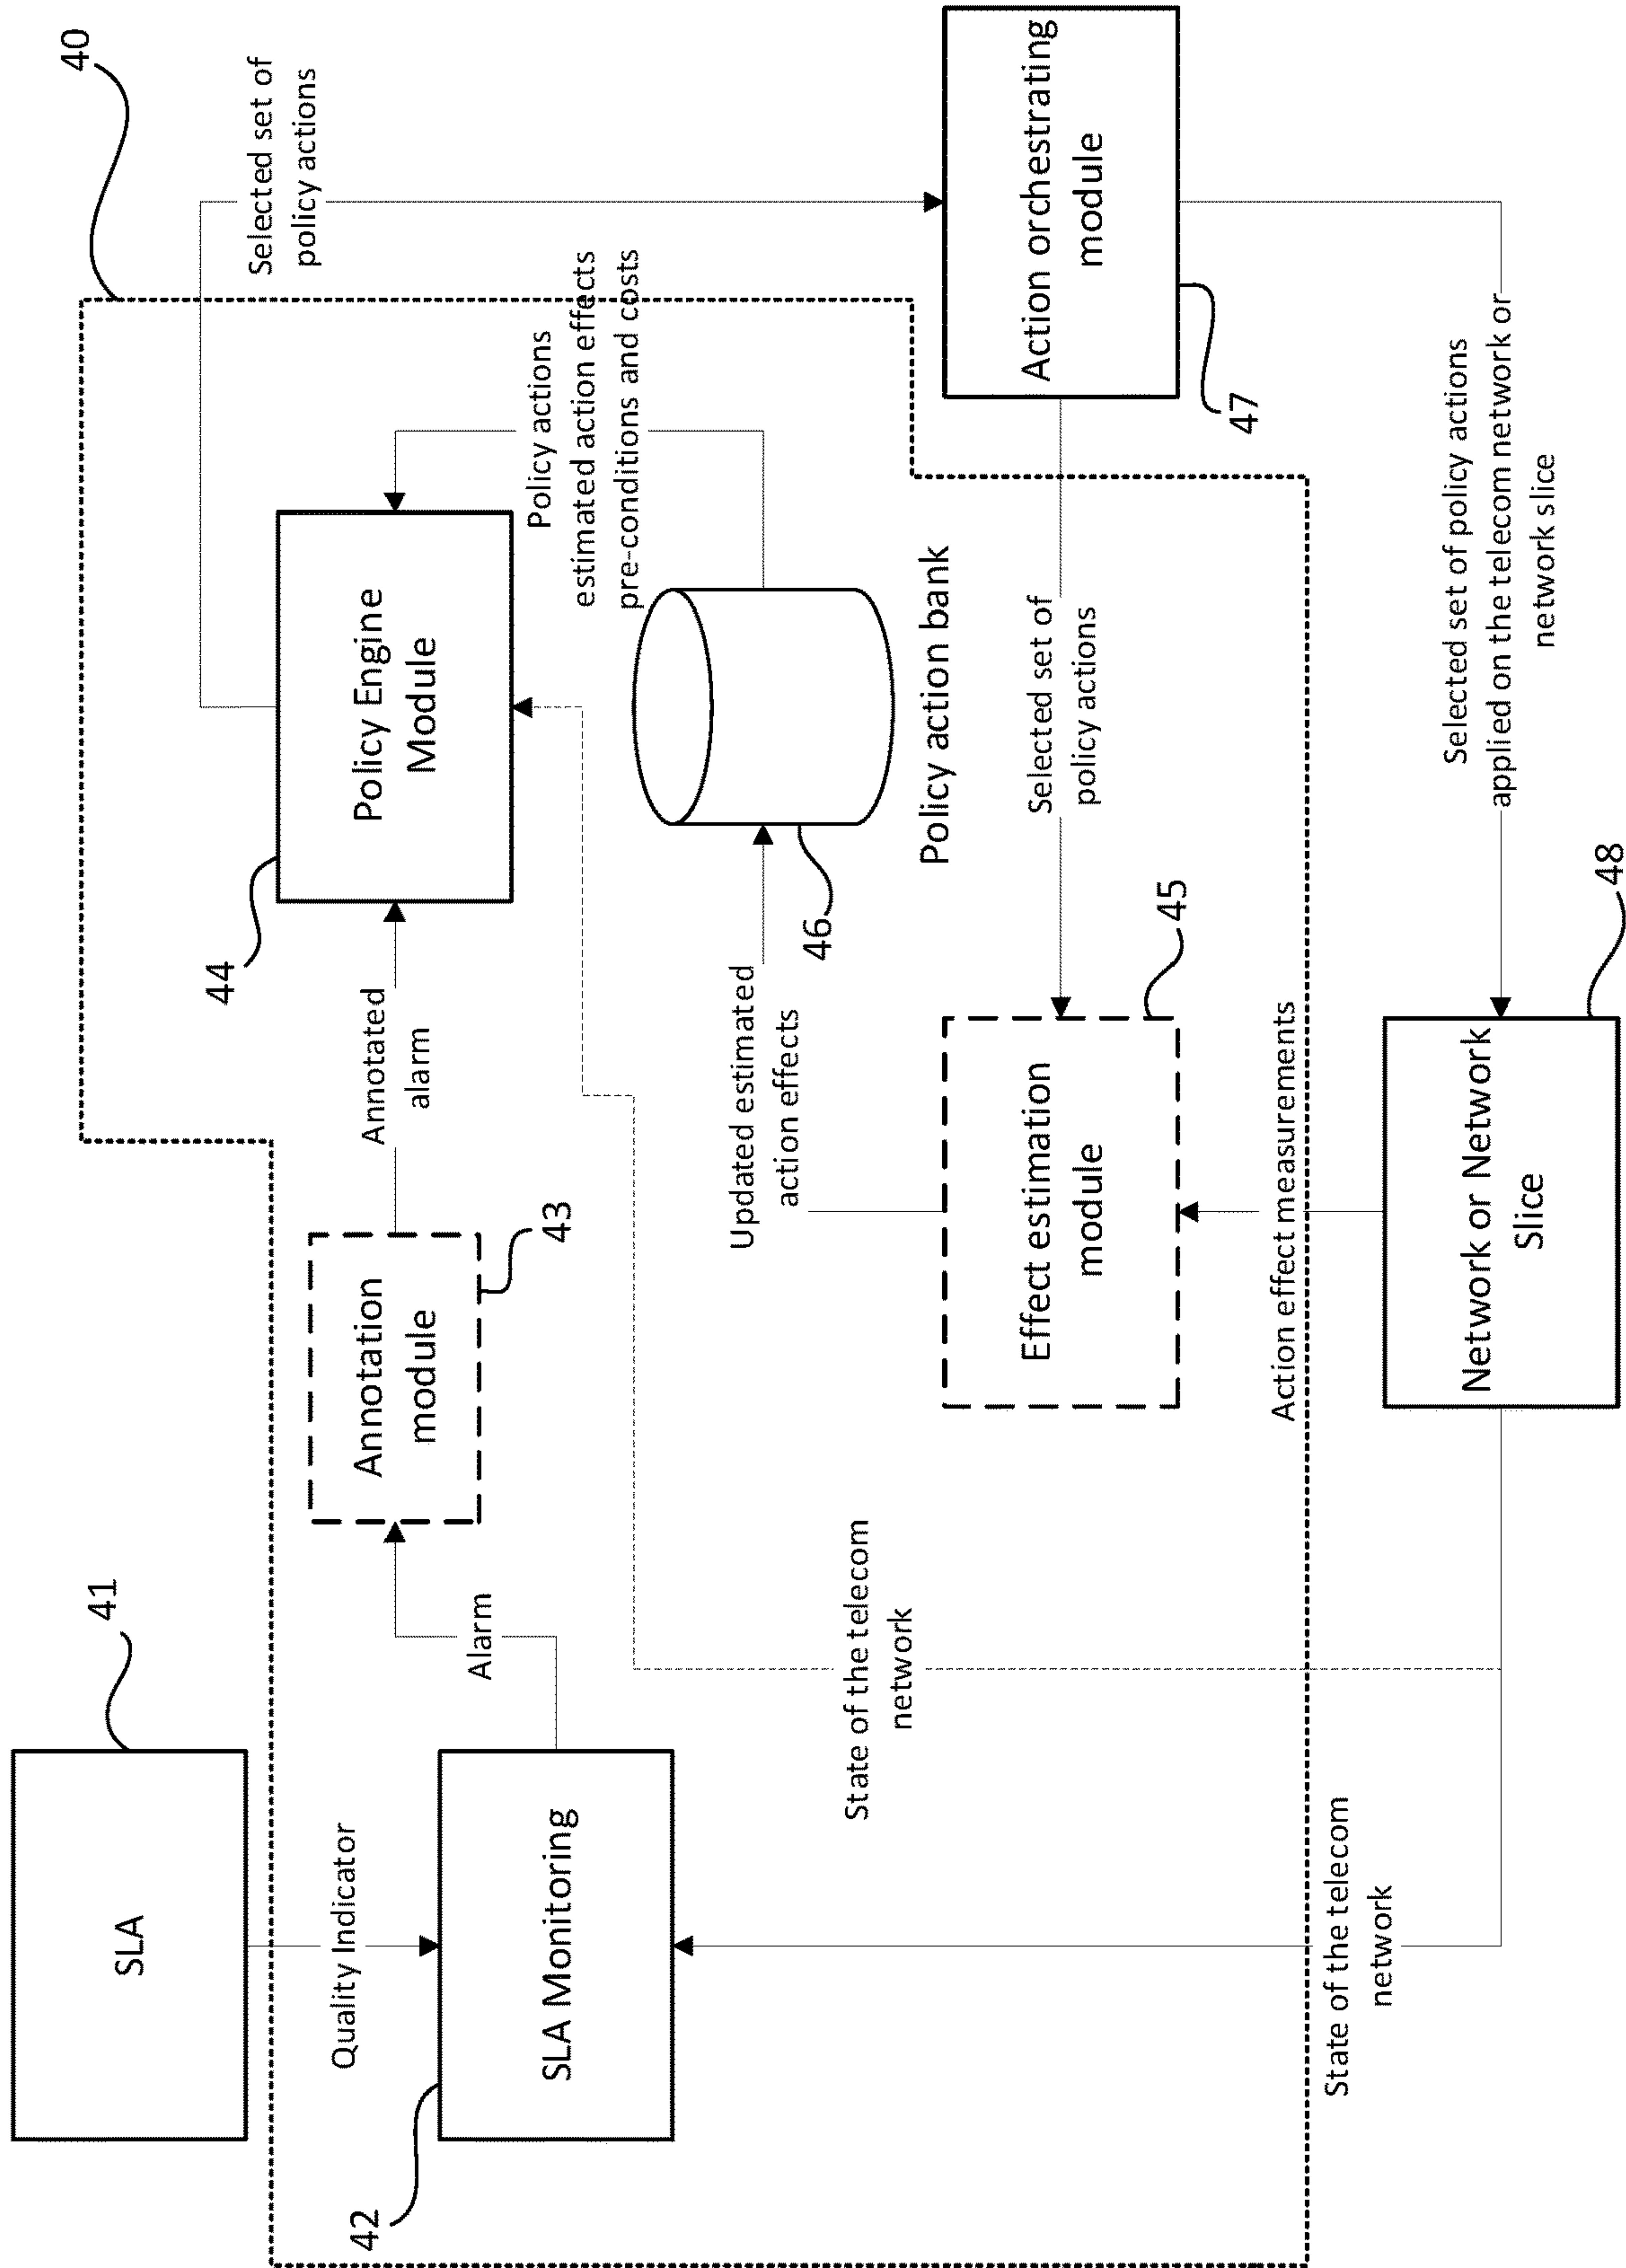 40
41
SLA
Quality Indicator
42
SLA Monitoring
Alarm
Annotation
module
43
Annotated
alarm
44
Policy Engine
Module
Selected set of
policy actions
Policy actions
estimated action effects
pre-conditions and costs
46
Policy action bank
Updated estimated
action effects
State of the telecom
network
Effect estimation
module
45
Selected set of
policy actions
Action orchestrating
module
47
Action effect measurements
State of the telecom
network
Network or Network
Slice
48
Selected set of policy actions
applied on the telecom network or
network slice